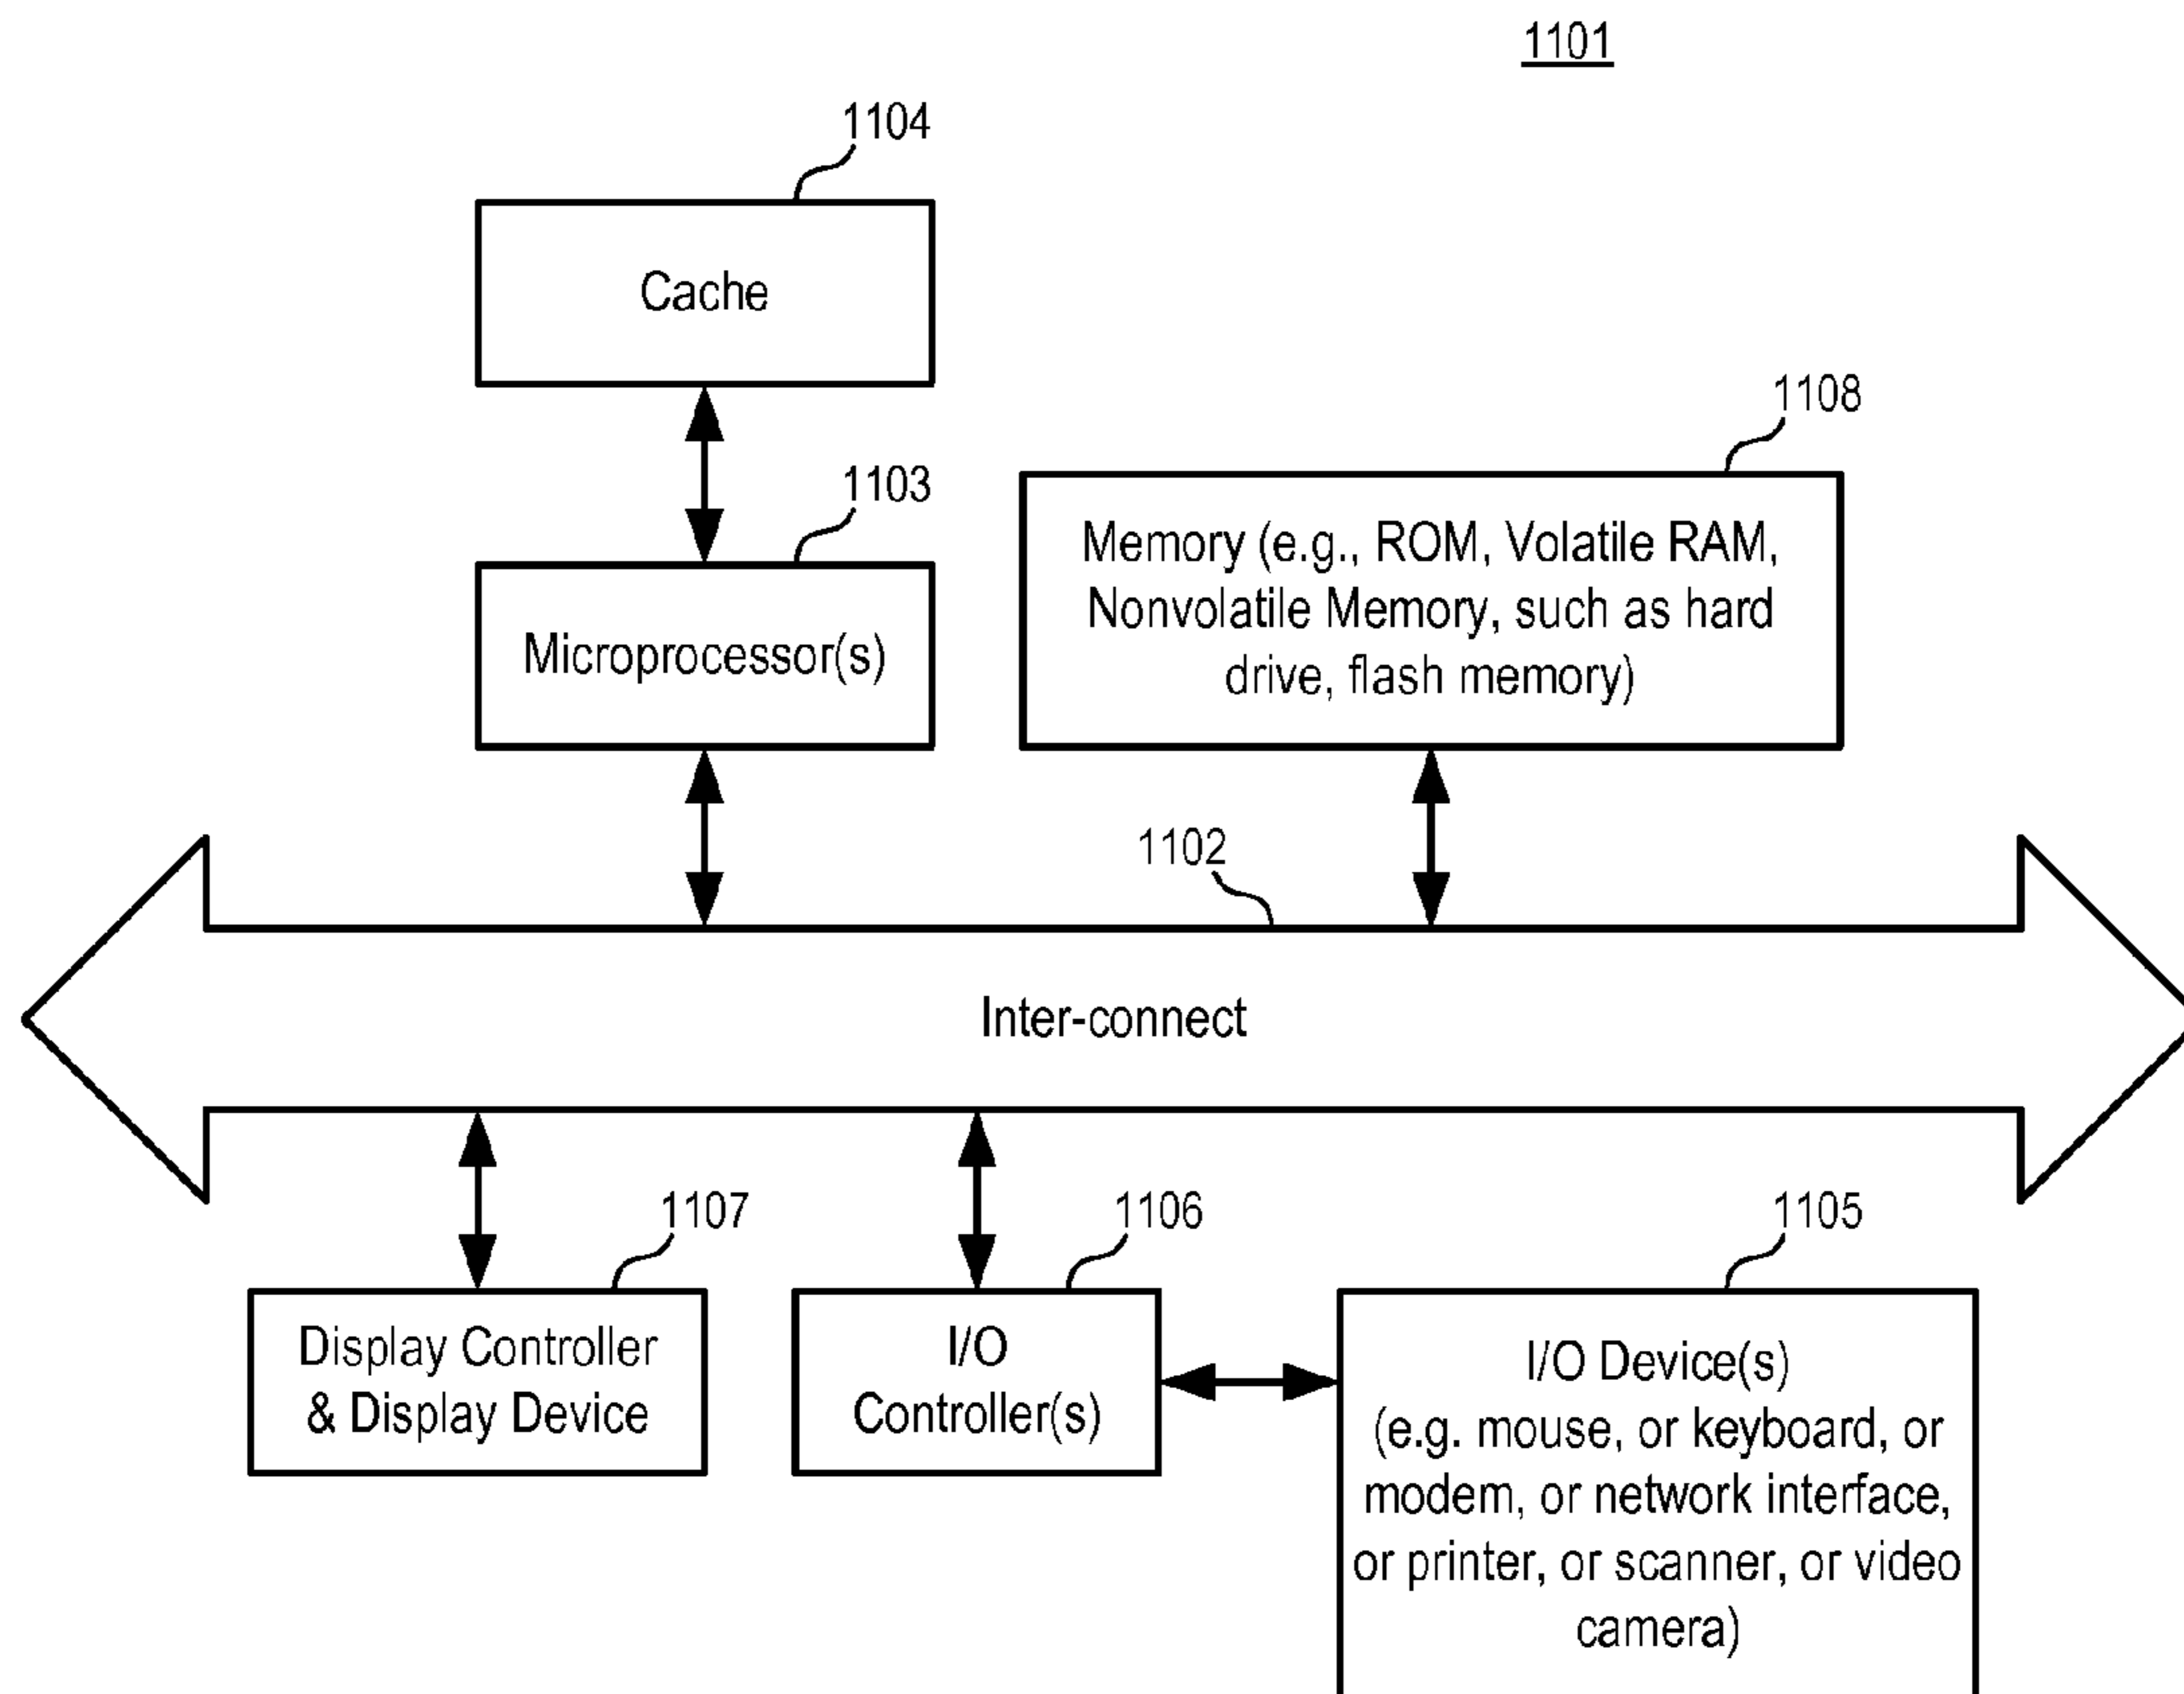 1101
1104
Cache
1108
1103
Memory (e.g., ROM, Volatile RAM,
Nonvolatile Memory, such as hard
drive, flash memory)
Microprocessor(s)
1102
Inter-connect
1107
1106
1105
Display Controller
& Display Device
I/O
Controller(s)
I/O Device(s)
(e.g. mouse, or keyboard, or
modem, or network interface,
or printer, or scanner, or video
camera)